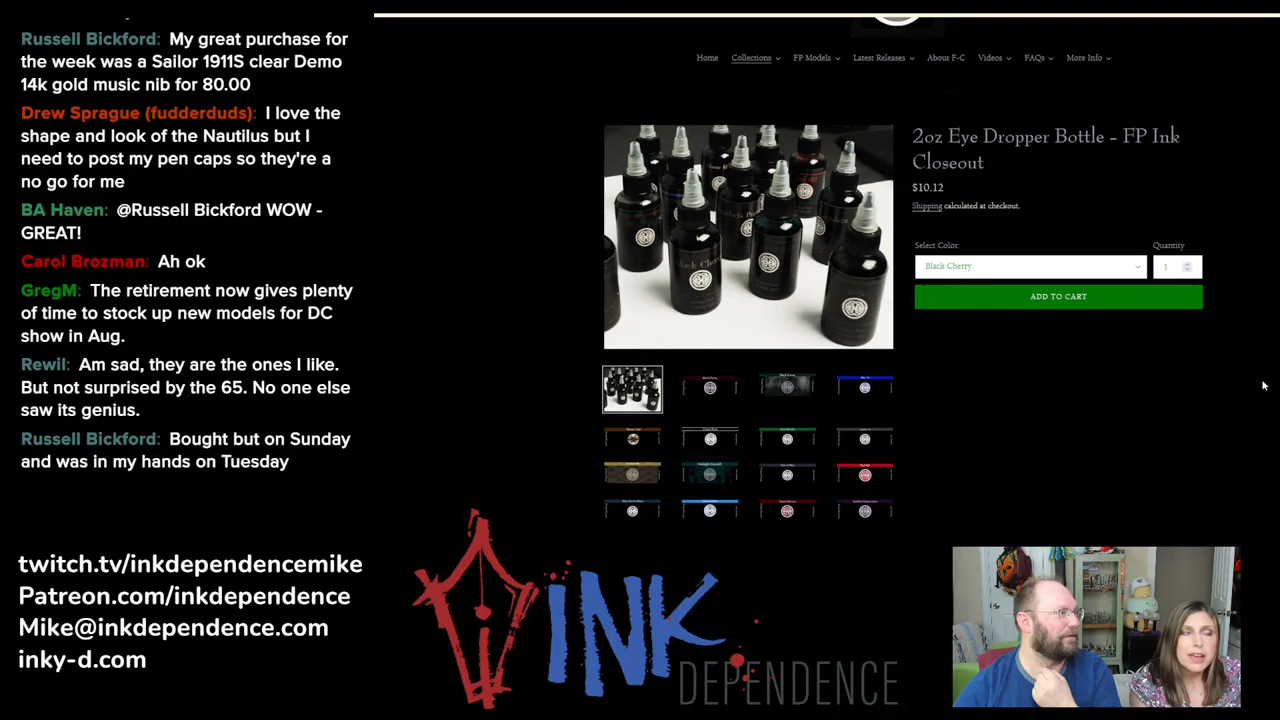 Russell Bickford: My great purchase for
the week was a Sailor 1911S clear Demo
14k gold music nib for 80.00
Drew Sprague (fudderduds): I love the
shape and look of the Nautilus but I
need to post my pen caps so they're a
no go for me
BA Haven: @Russell Bickford WOW -
GREAT!
Carol Brozman: Ah ok
GregM: The retirement now gives plenty
of time to stock up new models for DC
show in Aug.
Rewil: Am sad, they are the ones I like.
But not surprised by the 65. No one else
saw its genius.
Russell Bickford: Bought but on Sunday
and was in my hands on Tuesday
twitch.tv/inkdependencemike
Patreon.com/inkdependence
Mike@inkdependence.com
inky-d.com
Home Collections FP Models Latest Releases About F-C Videos FAQs More Info
2oz Eye Dropper Bottle - FP Ink
Closeout
$10.12
Shipping calculated at checkout.
Select Color: Quantity
Black Cherry 1
ADD TO CART
Black Cherry
INK
DEPENDENCE